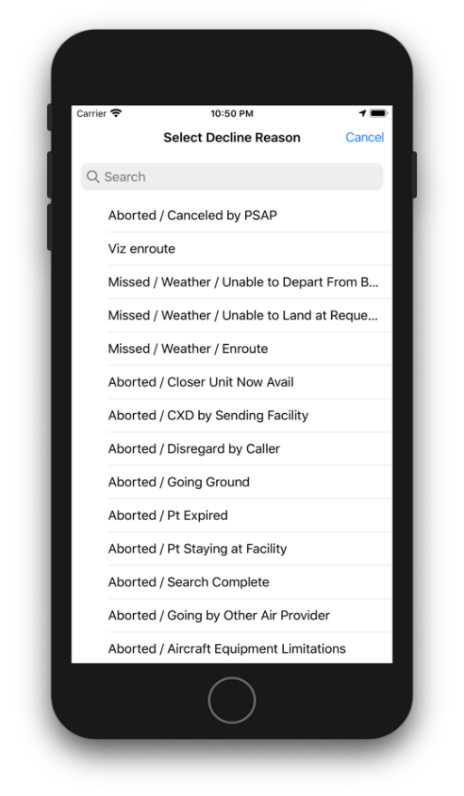 Carrier 10:50 PM
Select Decline Reason Cancel
Search
Aborted / Canceled by PSAP
Viz enroute
Missed / Weather / Unable to Depart From B...
Missed / Weather / Unable to Land at Reque...
Missed / Weather / Enroute
Aborted / Closer Unit Now Avail
Aborted / CXD by Sending Facility
Aborted / Disregard by Caller
Aborted / Going Ground
Aborted / Pt Expired
Aborted / Pt Staying at Facility
Aborted / Search Complete
Aborted / Going by Other Air Provider
Aborted / Aircraft Equipment Limitations